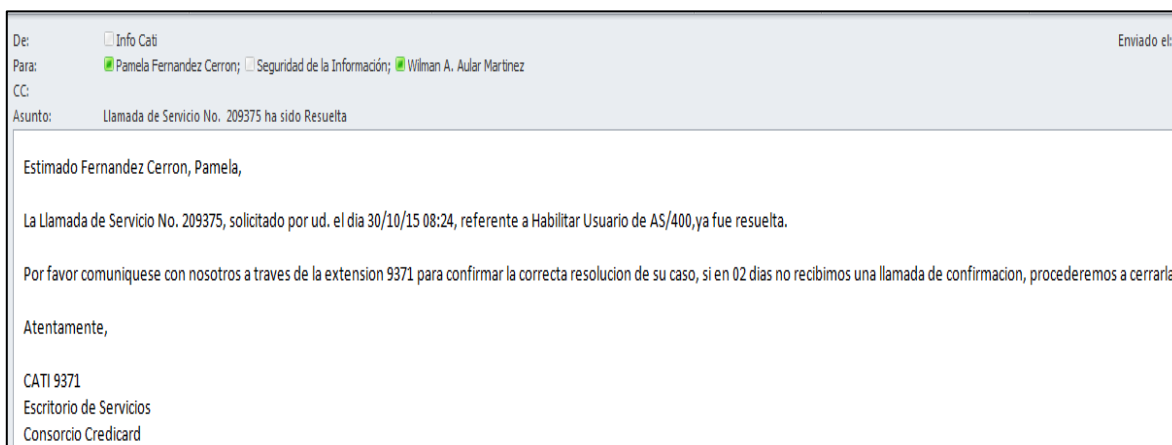 De: Info Cati Enviado el:
Para: Pamela Fernandez Cerron; Seguridad de la Información; Wilman A. Aular Martinez
CC:
Asunto: Llamada de Servicio No. 209375 ha sido Resuelta
Estimado Fernandez Cerron, Pamela,
La Llamada de Servicio No. 209375, solicitado por ud. el dia 30/10/15 08:24, referente a Habilitar Usuario de AS/400,ya fue resuelta.
Por favor comuniquese con nosotros a traves de la extension 9371 para confirmar la correcta resolucion de su caso, si en 02 dias no recibimos una llamada de confirmacion, procederemos a cerrarla
Atentamente,
CATI 9371
Escritorio de Servicios
Consorcio Credicard